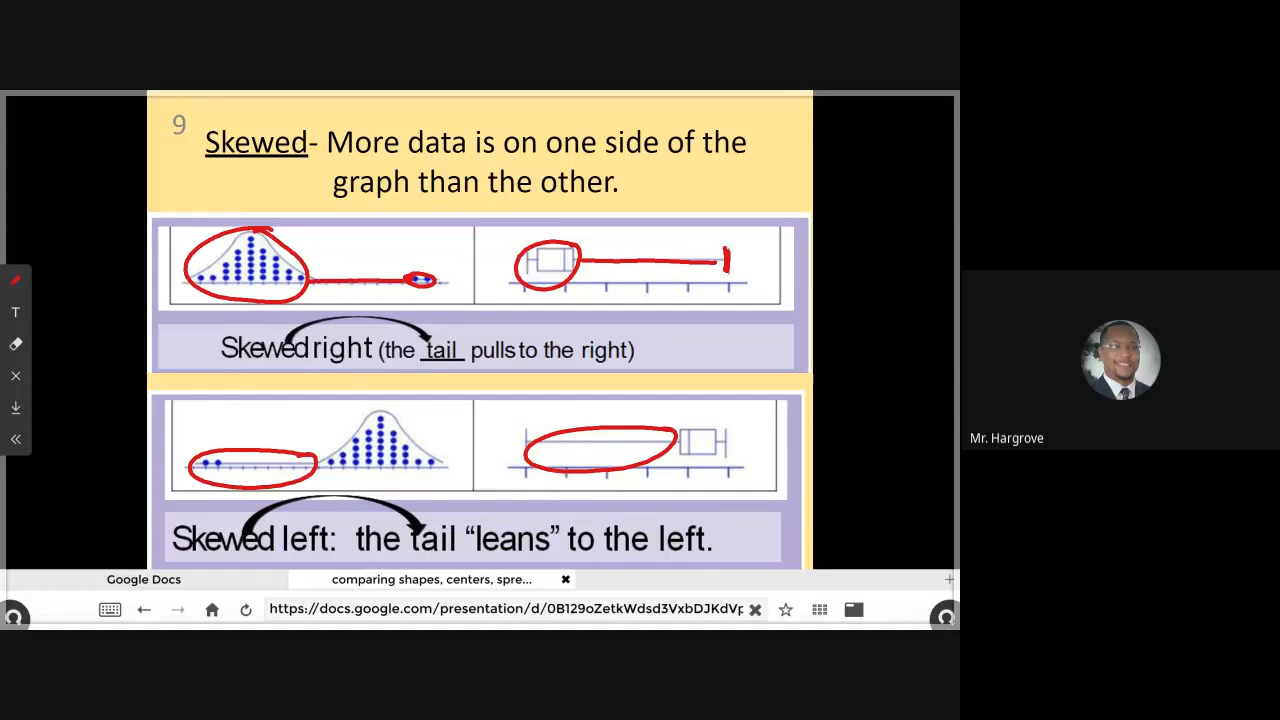 9
Skewed- More data is on one side of the
graph than the other.
Skewed right (the tail pulls to the right)
Skewed left: the tail “leans” to the left.
T
Mr. Hargrove
Google Docs
comparing shapes, centers, spre...
https://docs.google.com/presentation/d/0B129oZetkWdsd3VxbDJKdVp